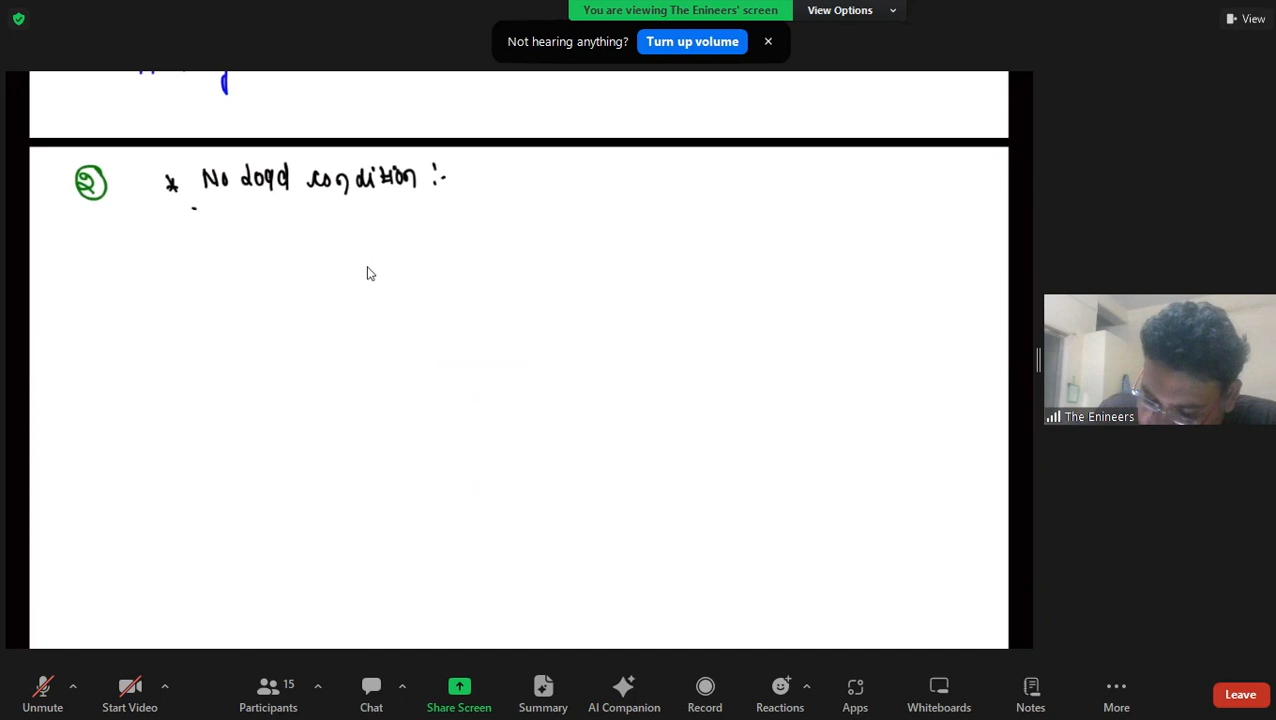 You are viewing The Enineers' screen
View Options
View
Not hearing anything?
Turn up volume
2
* No Load condition :-
The Enineers
15
Unmute
Start Video
Participants
Chat
Share Screen
Summary
AI Companion
Record
Reactions
Apps
Whiteboards
Notes
More
Leave